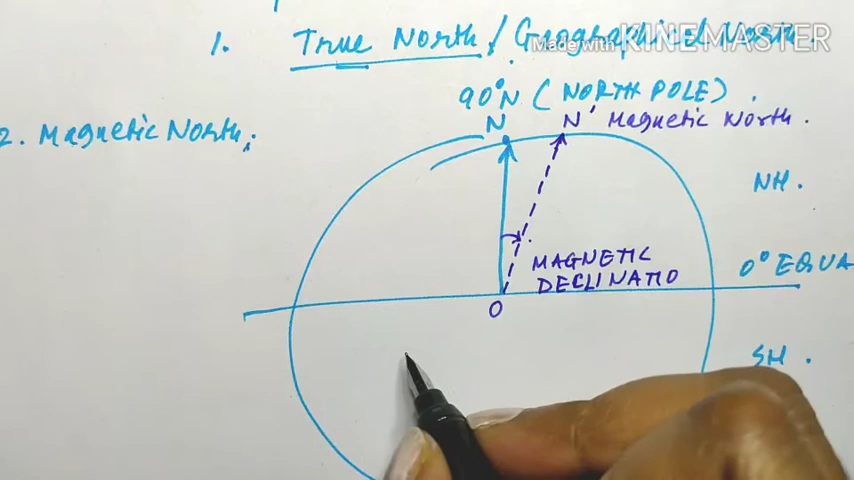 1. True North / Geographical North.
Made with KINEMASTER
90°N (NORTH POLE).
N N' Magnetic North.
2. Magnetic North:
NH.
MAGNETIC
DECLINATIO
0° EQUA
O
SH.